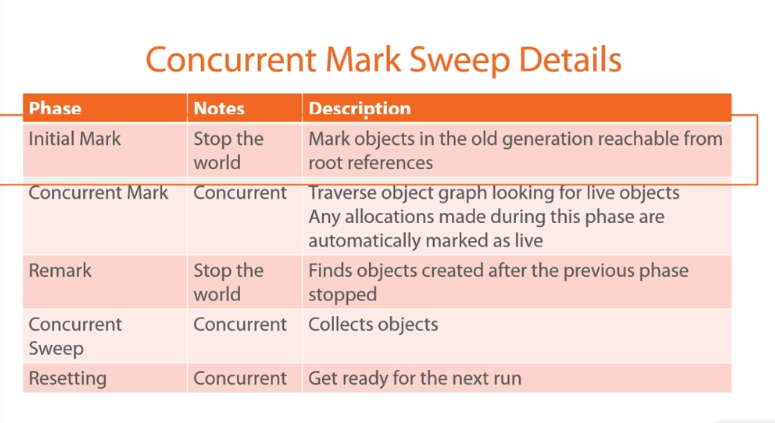 Concurrent Mark Sweep Details
Phase Notes Description
Initial Mark Stop the world Mark objects in the old generation reachable from root references
Concurrent Mark Concurrent Traverse object graph looking for live objects
Any allocations made during this phase are automatically marked as live
Remark Stop the world Finds objects created after the previous phase stopped
Concurrent Sweep Concurrent Collects objects
Resetting Concurrent Get ready for the next run